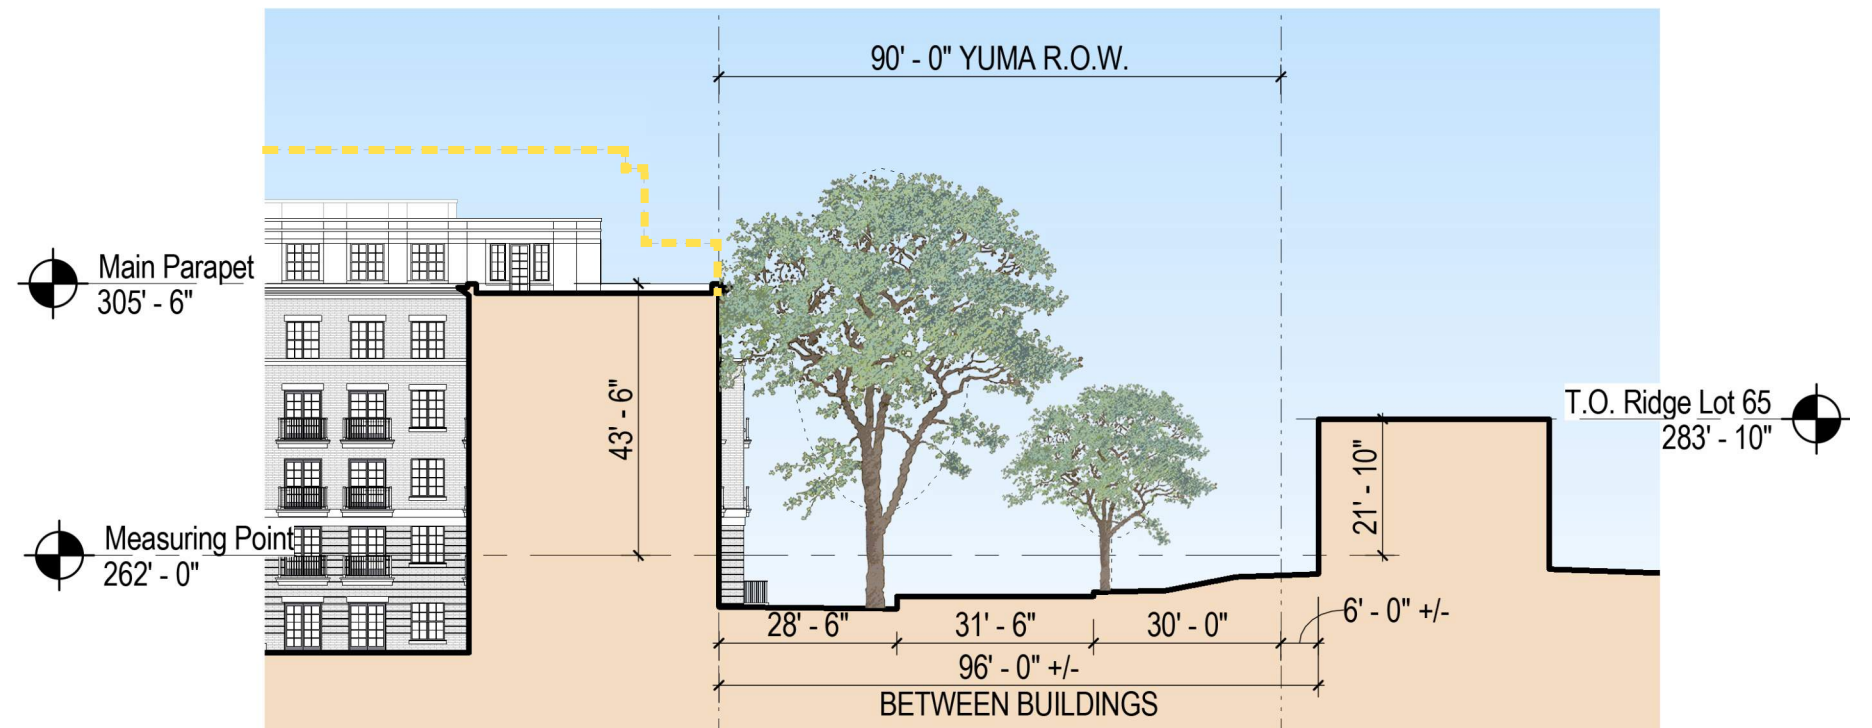 90' - 0" YUMA R.O.W.
Main Parapet
305' - 6"
43' - 6"
T.O. Ridge Lot 65
283' - 10"
21' - 10"
Measuring Point
262' - 0"
28' - 6"
31' - 6"
30' - 0"
6' - 0" +/-
96' - 0" +/-
BETWEEN BUILDINGS